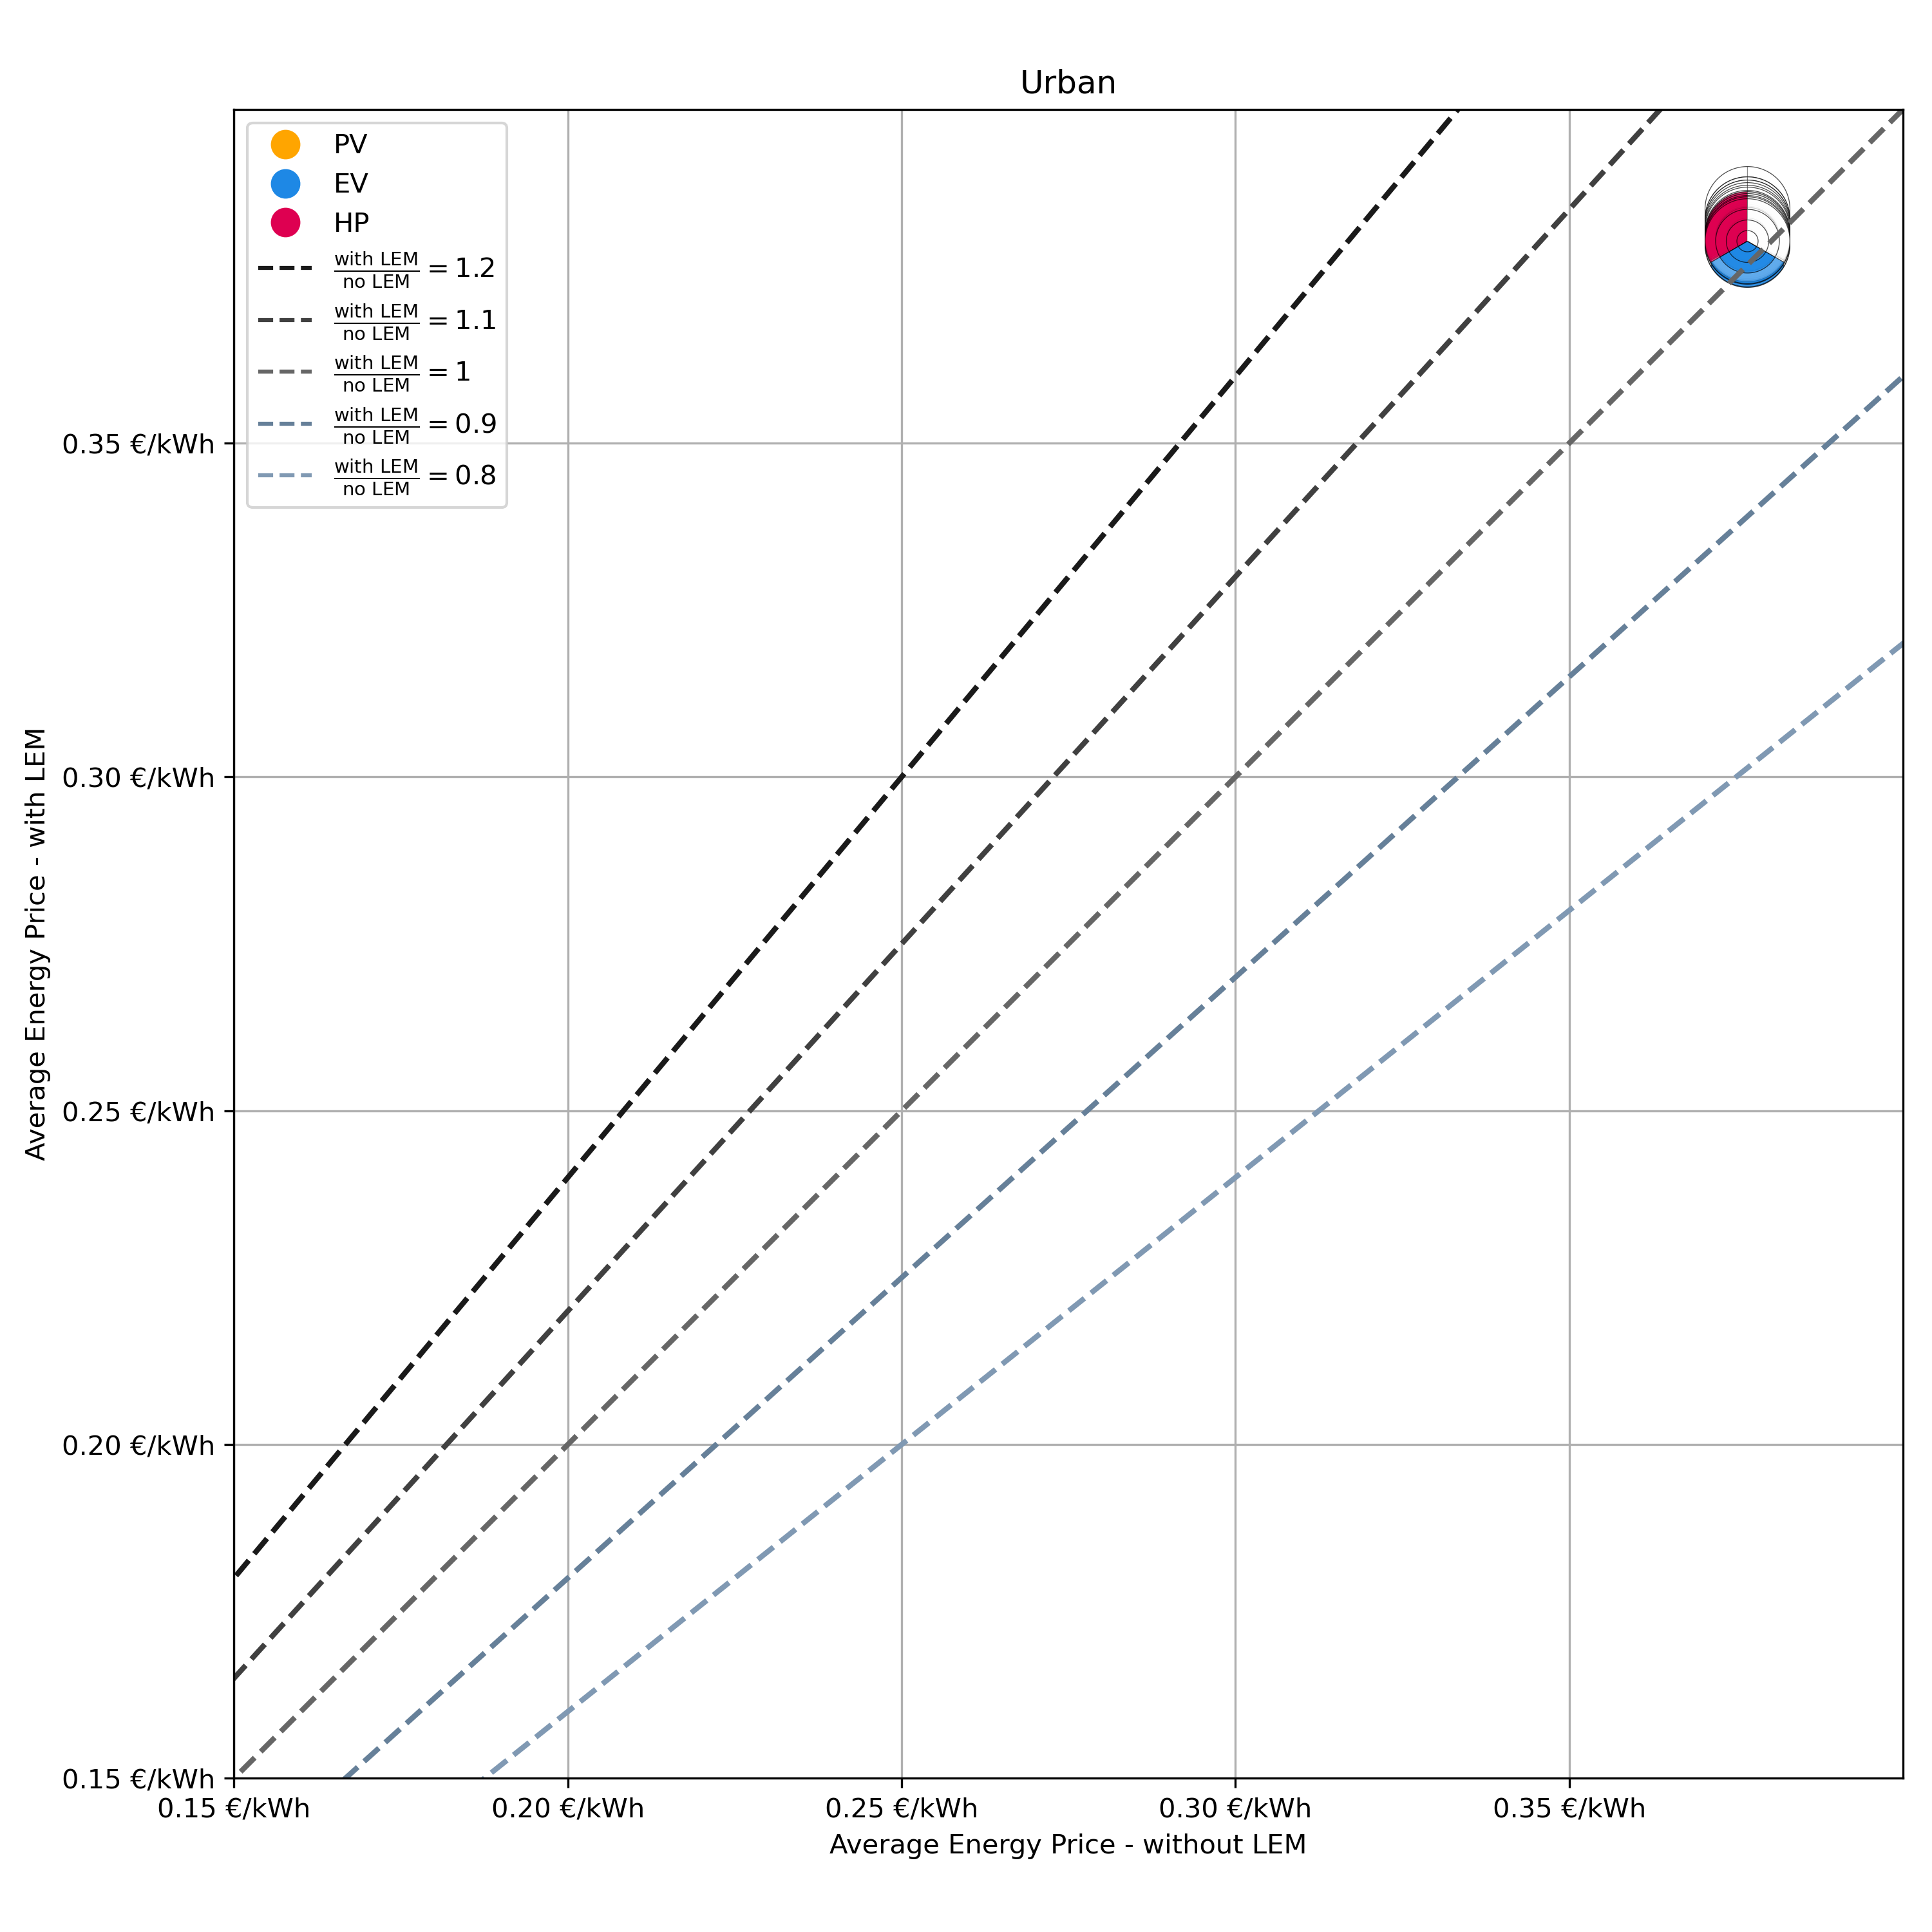 Urban
PV
EV
HP
with LEM
no LEM = 1.2
with LEM
no LEM = 1.1
with LEM
no LEM = 1
with LEM
no LEM = 0.9
with LEM
no LEM = 0.8
Average Energy Price - with LEM
0.35 €/kWh
0.30 €/kWh
0.25 €/kWh
0.20 €/kWh
0.15 €/kWh
0.15 €/kWh 0.20 €/kWh 0.25 €/kWh 0.30 €/kWh 0.35 €/kWh
Average Energy Price - without LEM